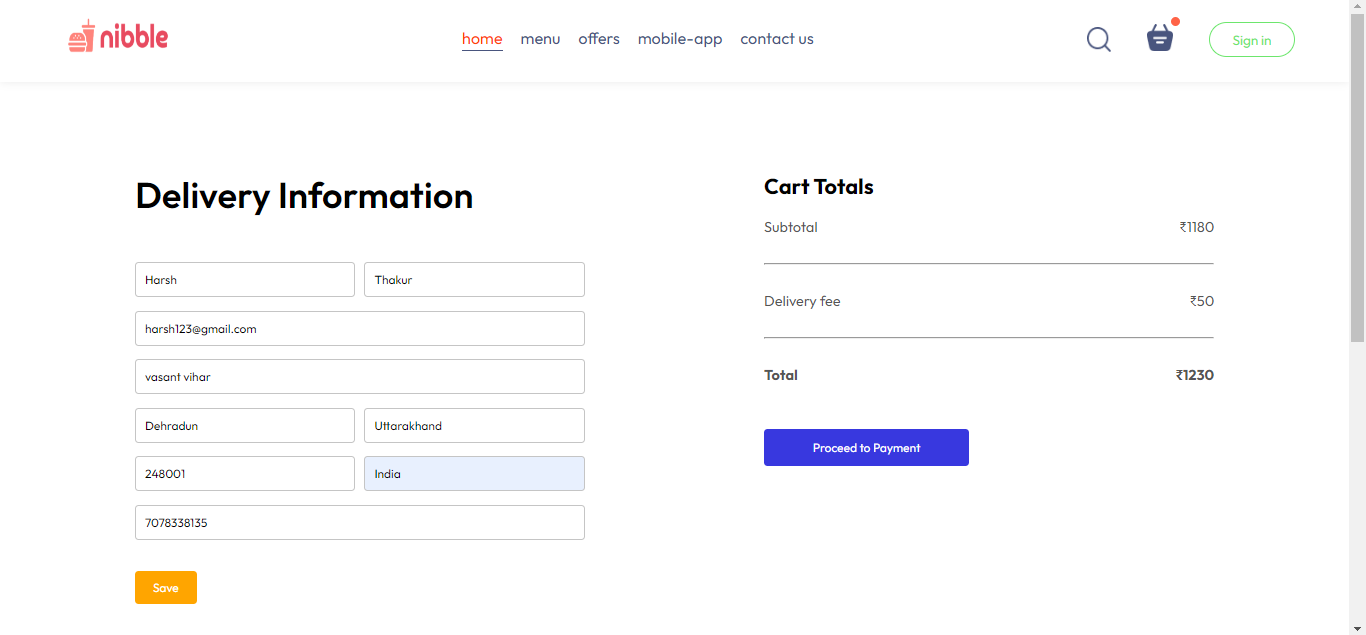 nibble
home menu offers mobile-app contact us
Sign in
Delivery Information
Harsh Thakur
harsh123@gmail.com
vasant vihar
Dehradun Uttarakhand
248001 India
7078338135
Save
Cart Totals
Subtotal ₹1180
Delivery fee ₹50
Total ₹1230
Proceed to Payment